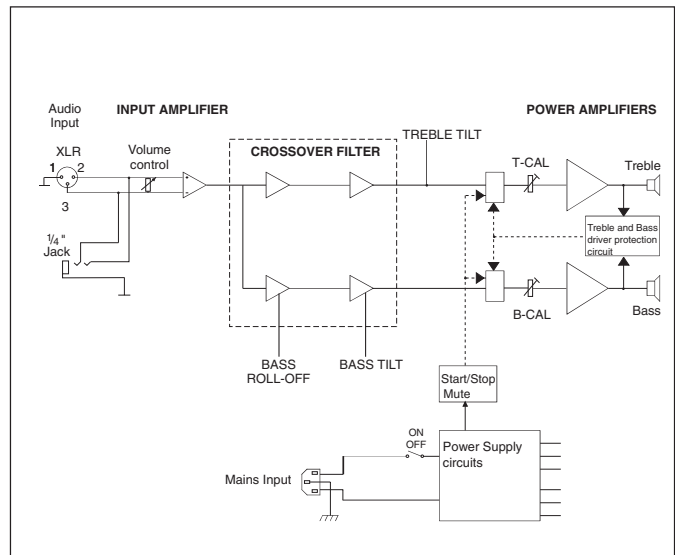 Audio
Input
INPUT AMPLIFIER
POWER AMPLIFIERS
XLR
1
2
3
Volume
control
CROSSOVER FILTER
TREBLE TILT
T-CAL
Treble
1/4"
Jack
Treble and Bass
driver protection
circuit
B-CAL
Bass
BASS
ROLL-OFF
BASS TILT
Start/Stop
Mute
ON
OFF
Power Supply
circuits
Mains Input